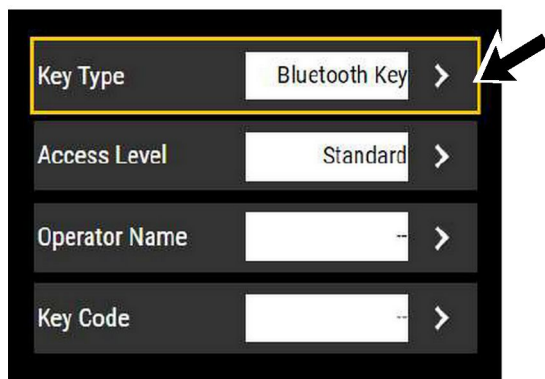 Key Type Bluetooth Key
Access Level Standard
Operator Name --
Key Code --